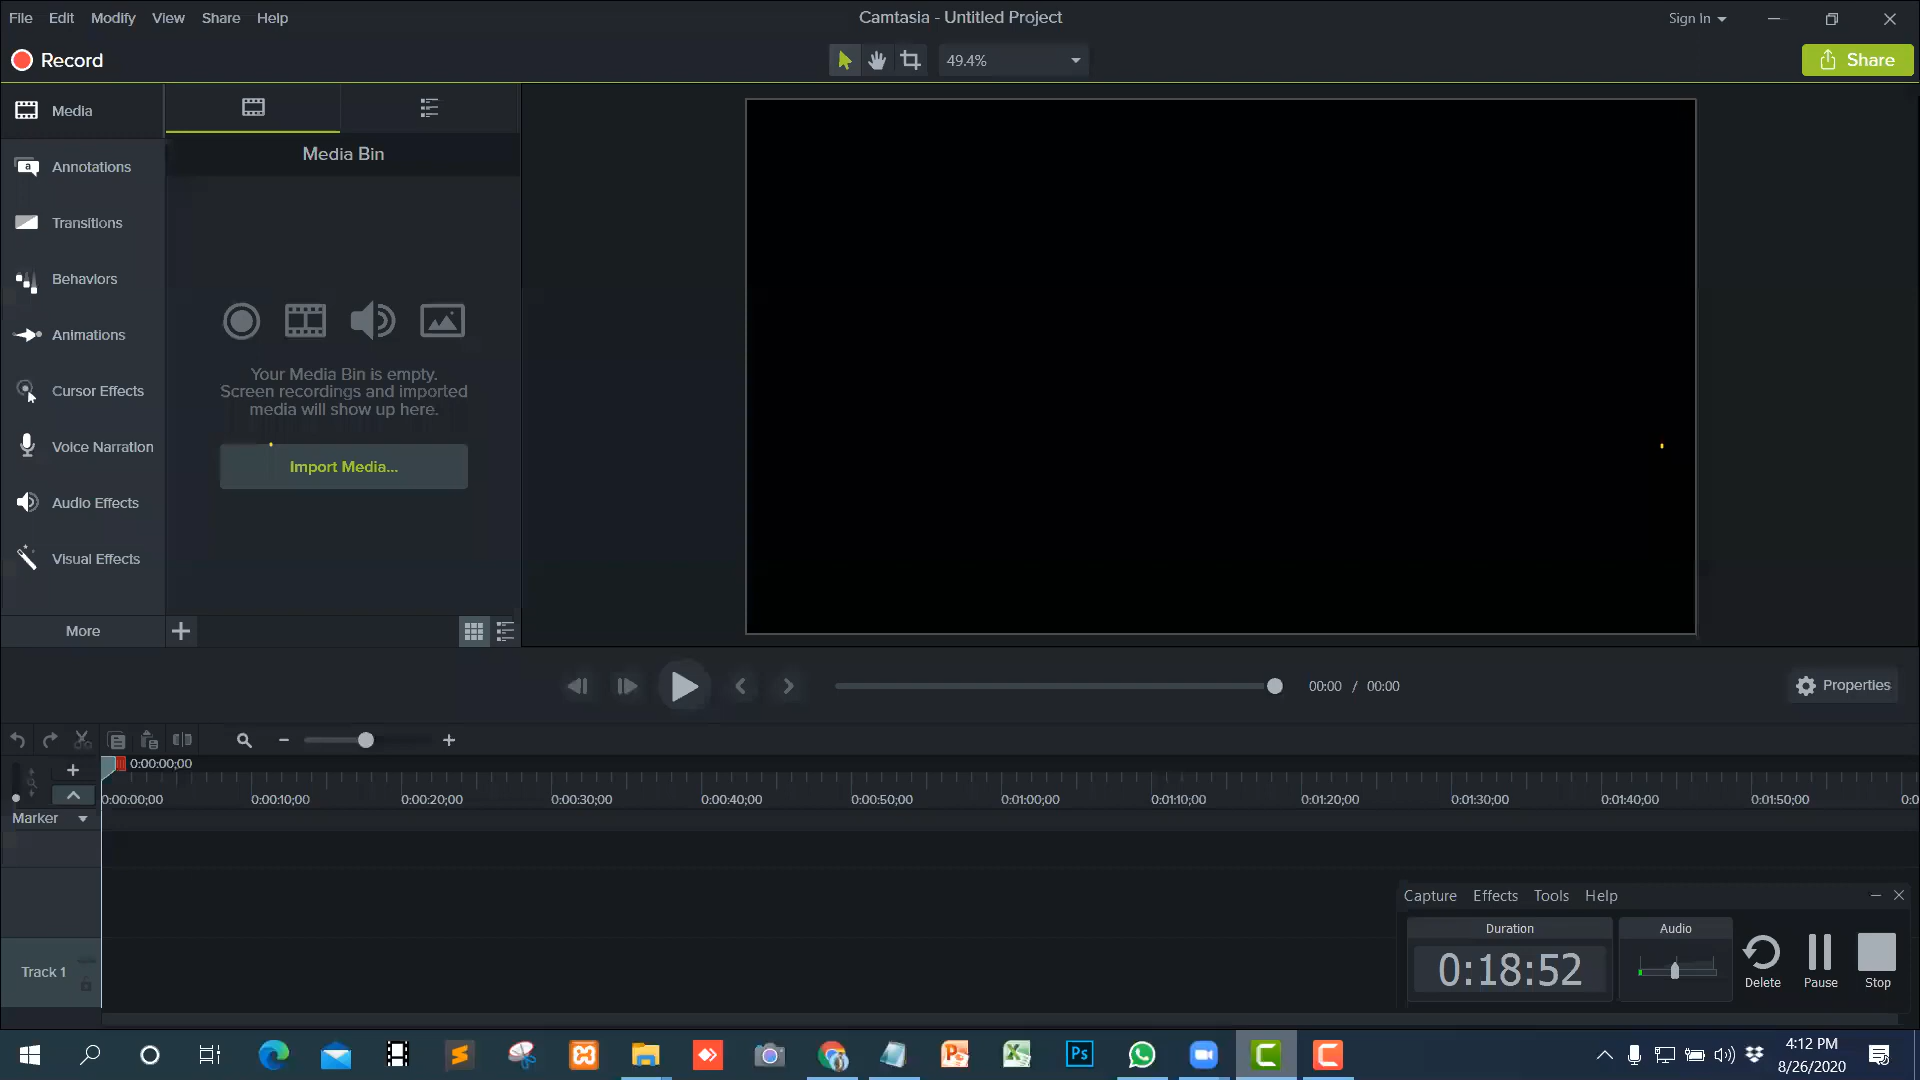 File Edit Modify View Share Help
Camtasia - Untitled Project
Sign In
Record
49.4%
Share
Media
Annotations
Transitions
Behaviors
Animations
Cursor Effects
Voice Narration
Audio Effects
Visual Effects
More
Media Bin
Your Media Bin is empty.
Screen recordings and imported
media will show up here.
Import Media...
00:00 / 00:00
Properties
0:00:00;00
0:00:00;00 0:00:10;00 0:00:20;00 0:00:30;00 0:00:40;00 0:00:50;00 0:01:00;00 0:01:10;00 0:01:20;00 0:01:30;00 0:01:40;00 0:01:50;00 0:0
Marker
Track 1
Capture Effects Tools Help
Duration
Audio
0:18:52
Delete
Pause
Stop
Ps
4:12 PM
8/26/2020